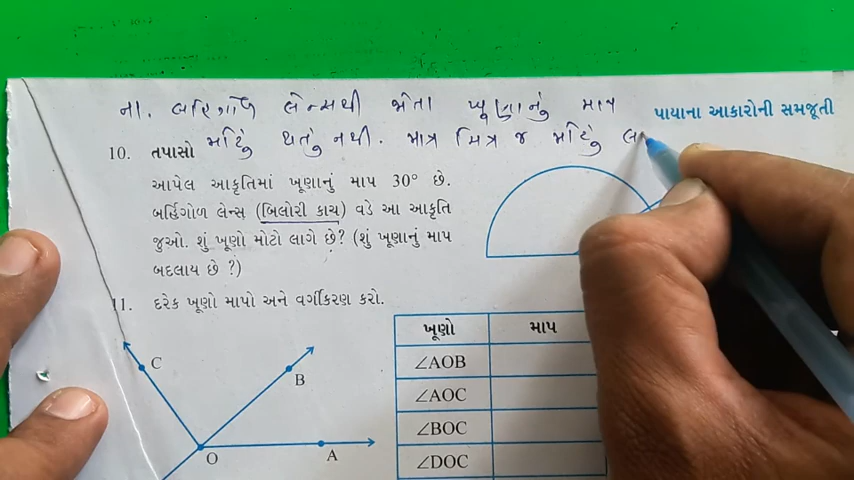 ના. બહિર્ગોળ લેન્સથી જોતા ખૂણાનું માપ
પાયાના આકારોની સમજૂતી
મોટું થતું નથી. માત્ર ચિત્ર જ મોટું લા
10. તપાસો
આપેલ આકૃતિમાં ખૂણાનું માપ 30° છે.
બર્હિગોળ લેન્સ (બિલોરી કાચ) વડે આ આકૃતિ
જુઓ. શું ખૂણો મોટો લાગે છે? (શું ખૂણાનું માપ
બદલાય છે ?)
11. દરેક ખૂણો માપો અને વર્ગીકરણ કરો.
ખૂણો માપ
∠AOB
∠AOC
∠BOC
∠DOC
C
B
O
A